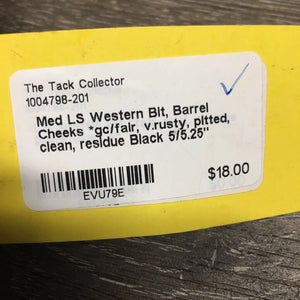 The Tack Collector
1004798-201
Med LS Western Bit, Barrel
Cheeks *gc/fair, v.rusty, pitted,
clean, residue Black 5/5.25"
$18.00
EVU79E